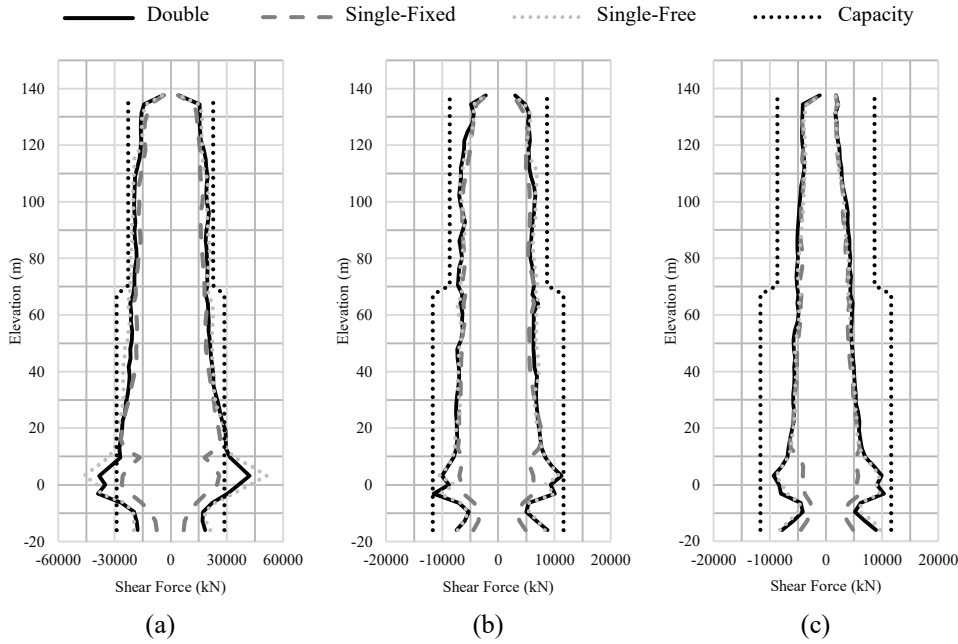 Double Single-Fixed Single-Free Capacity
140
120
100
80
60
40
20
0
-20
-60000 -30000 0 30000 60000
Elevation (m)
Shear Force (kN)
(a)
140
120
100
80
60
40
20
0
-20
-20000 -10000 0 10000 20000
Elevation (m)
Shear Force (kN)
(b)
140
120
100
80
60
40
20
0
-20
-20000 -10000 0 10000 20000
Elevation (m)
Shear Force (kN)
(c)